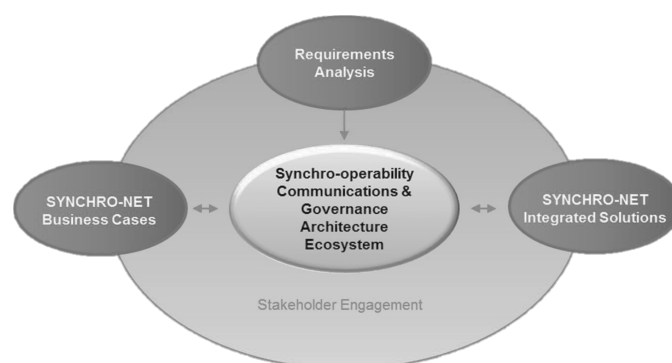 Requirements
Analysis
Synchro-operability
Communications &
Governance
Architecture
Ecosystem
SYNCHRO-NET
Business Cases
SYNCHRO-NET
Integrated Solutions
Stakeholder Engagement